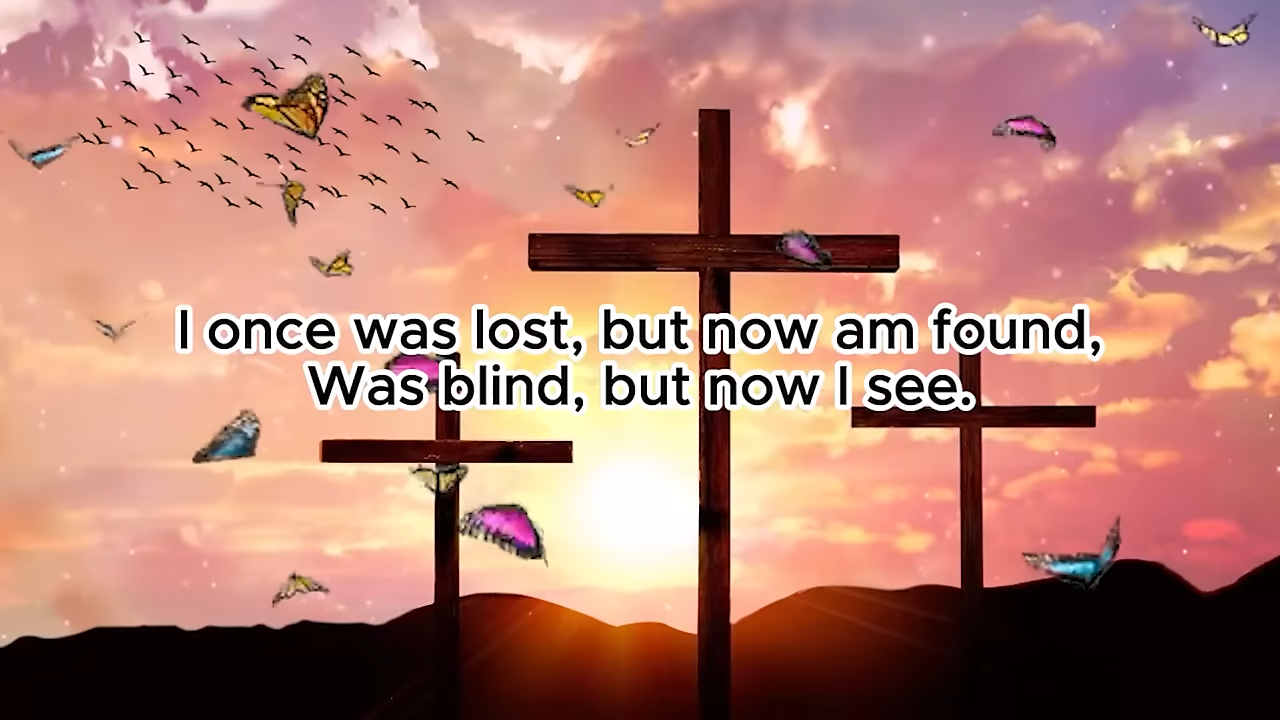 I once was lost, but now am found,
Was blind, but now I see.